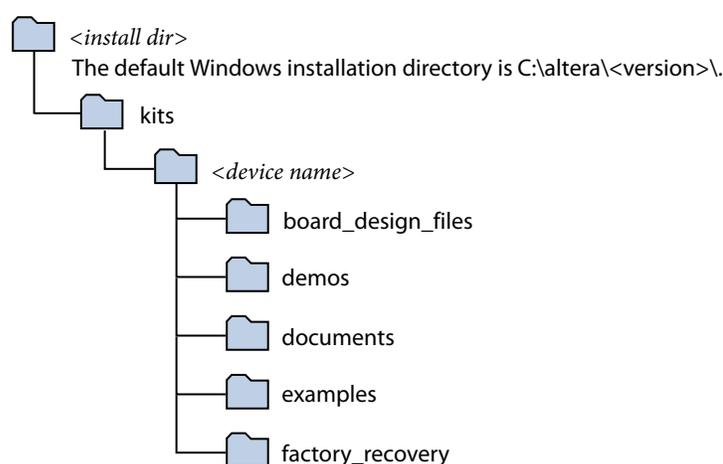 <install dir>
The default Windows installation directory is C:\altera\<version>\.
kits
<device name>
board_design_files
demos
documents
examples
factory_recovery